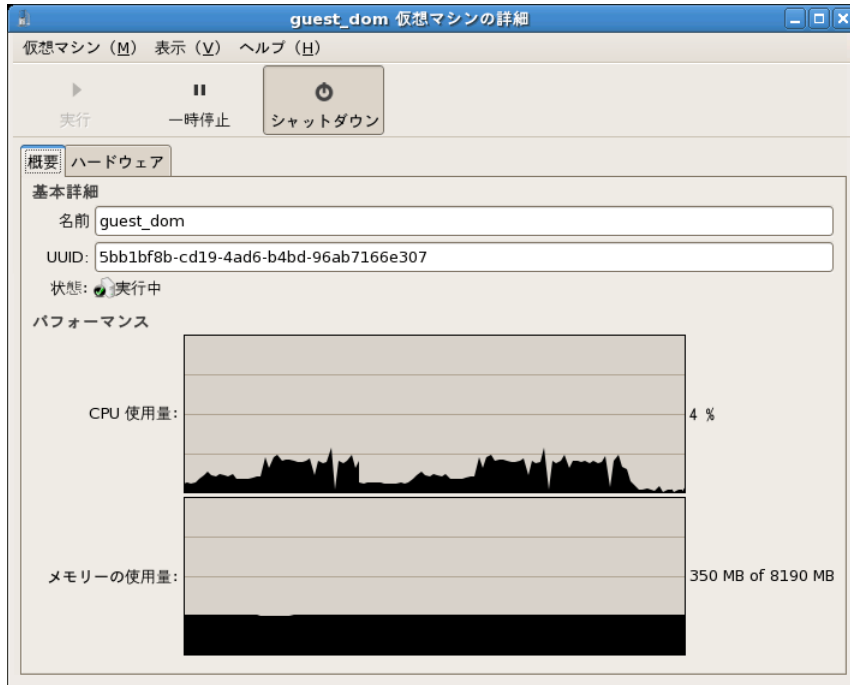 guest_dom 仮想マシンの詳細
仮想マシン (M) 表示 (V) ヘルプ (H)
実行 一時停止 シャットダウン
概要 ハードウェア
基本詳細
名前 guest_dom
UUID: 5bb1bf8b-cd19-4ad6-b4bd-96ab7166e307
状態: 実行中
パフォーマンス
CPU 使用量: 4 %
メモリーの使用量: 350 MB of 8190 MB